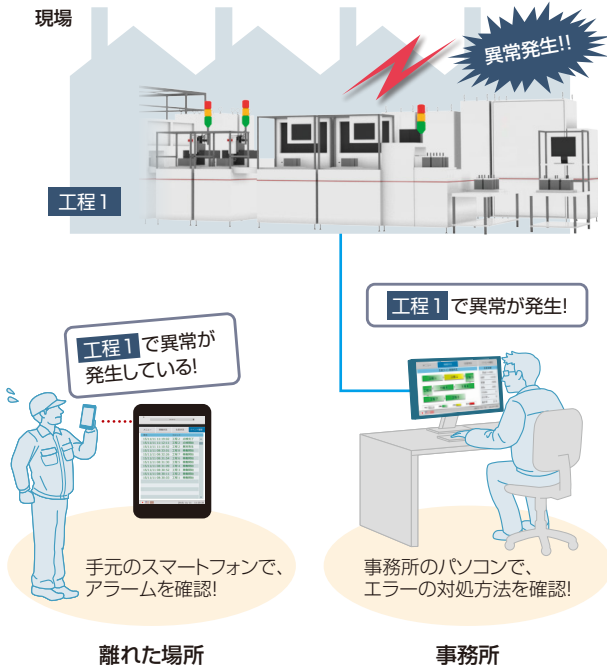 現場
異常発生!!
工程1
工程1 で異常が発生!
工程1 で異常が
発生している!
手元のスマートフォンで、
アラームを確認!
事務所のパソコンで、
エラーの対処方法を確認!
離れた場所
事務所